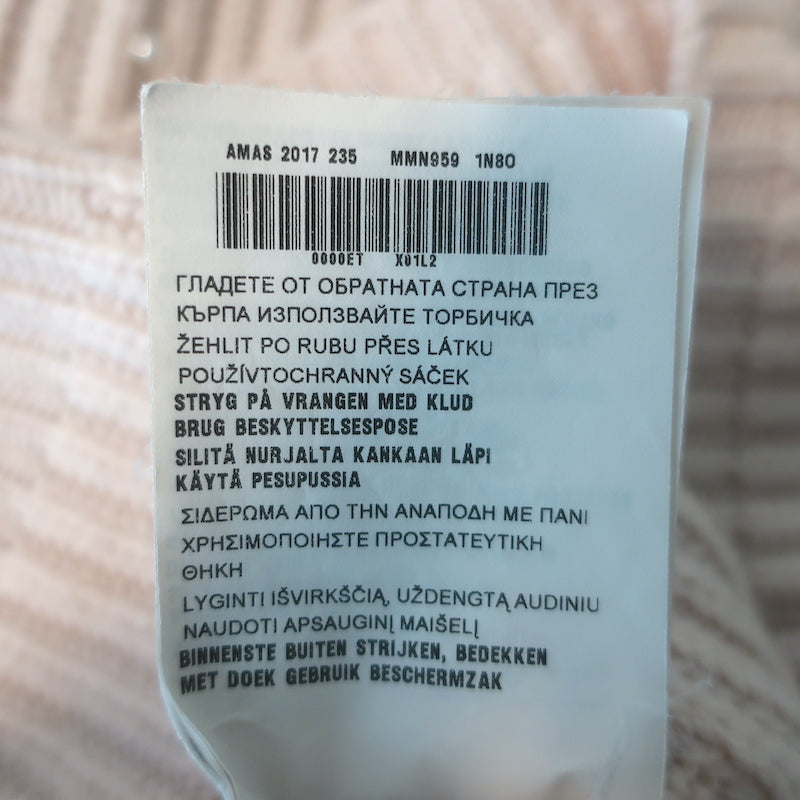 AMAS 2017 235 MMN959 1N80
0000ET X01L2
ГЛАДЕТЕ ОТ ОБРАТНАТА СТРАНА ПРЕЗ
КЪРПА ИЗПОЛЗВАЙТЕ ТОРБИЧКА
ŽEHLIT PO RUBU PŘES LÁTKU
POUŽÍVTOCHRANNÝ SÁČEK
STRYG PÅ VRANGEN MED KLUD
BRUG BESKYTTELSESPOSE
SILITÄ NURJALTA KANKAAN LÄPI
KÄYTÄ PESUPUSSIA
ΣΙΔΕΡΩΜΑ ΑΠΟ ΤΗΝ ΑΝΑΠΟΔΗ ΜΕ ΠΑΝΙ
ΧΡΗΣΙΜΟΠΟΙΗΣΤΕ ΠΡΟΣΤΑΤΕΥΤΙΚΗ
ΘΗΚΗ
LYGINTI IŠVIRKŠČIĄ, UŽDENGTĄ AUDINIU
NAUDOTI APSAUGINĮ MAIŠELĮ
BINNENSTE BUITEN STRIJKEN, BEDEKKEN
MET DOEK GEBRUIK BESCHERMZAK